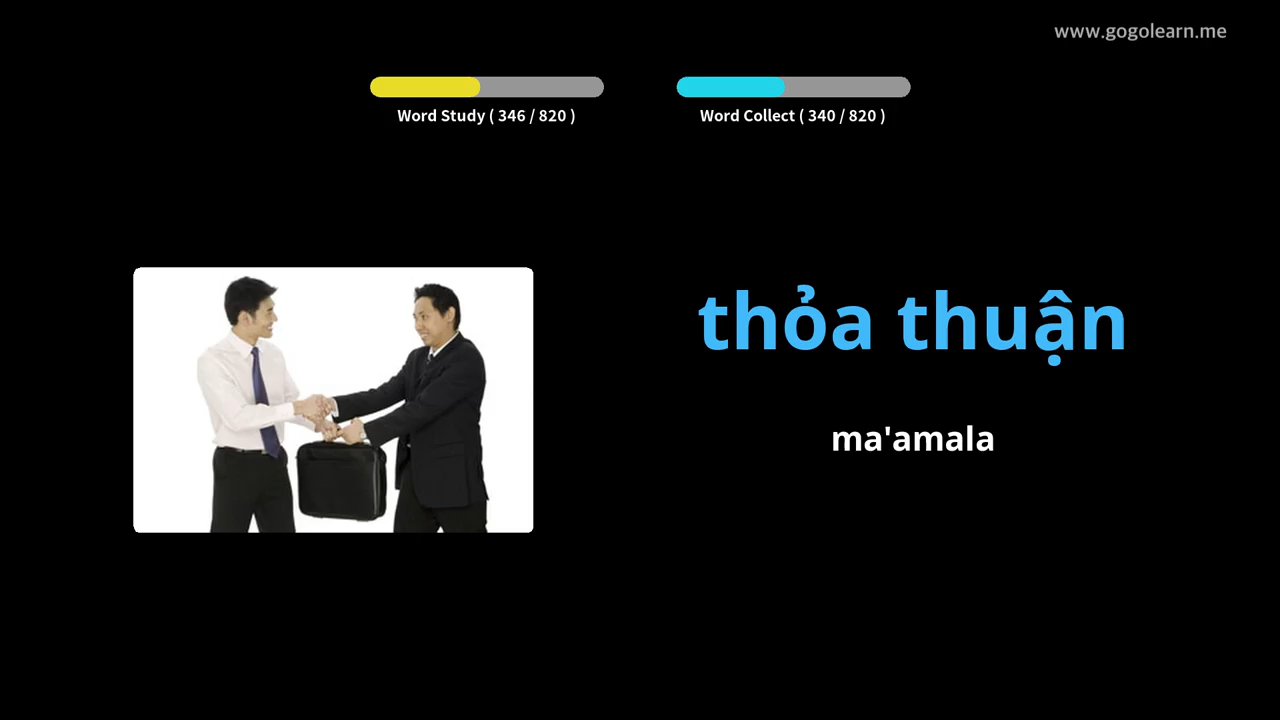 www.gogolearn.me
Word Study ( 346 / 820 )
Word Collect ( 340 / 820 )
thỏa thuận
ma'amala